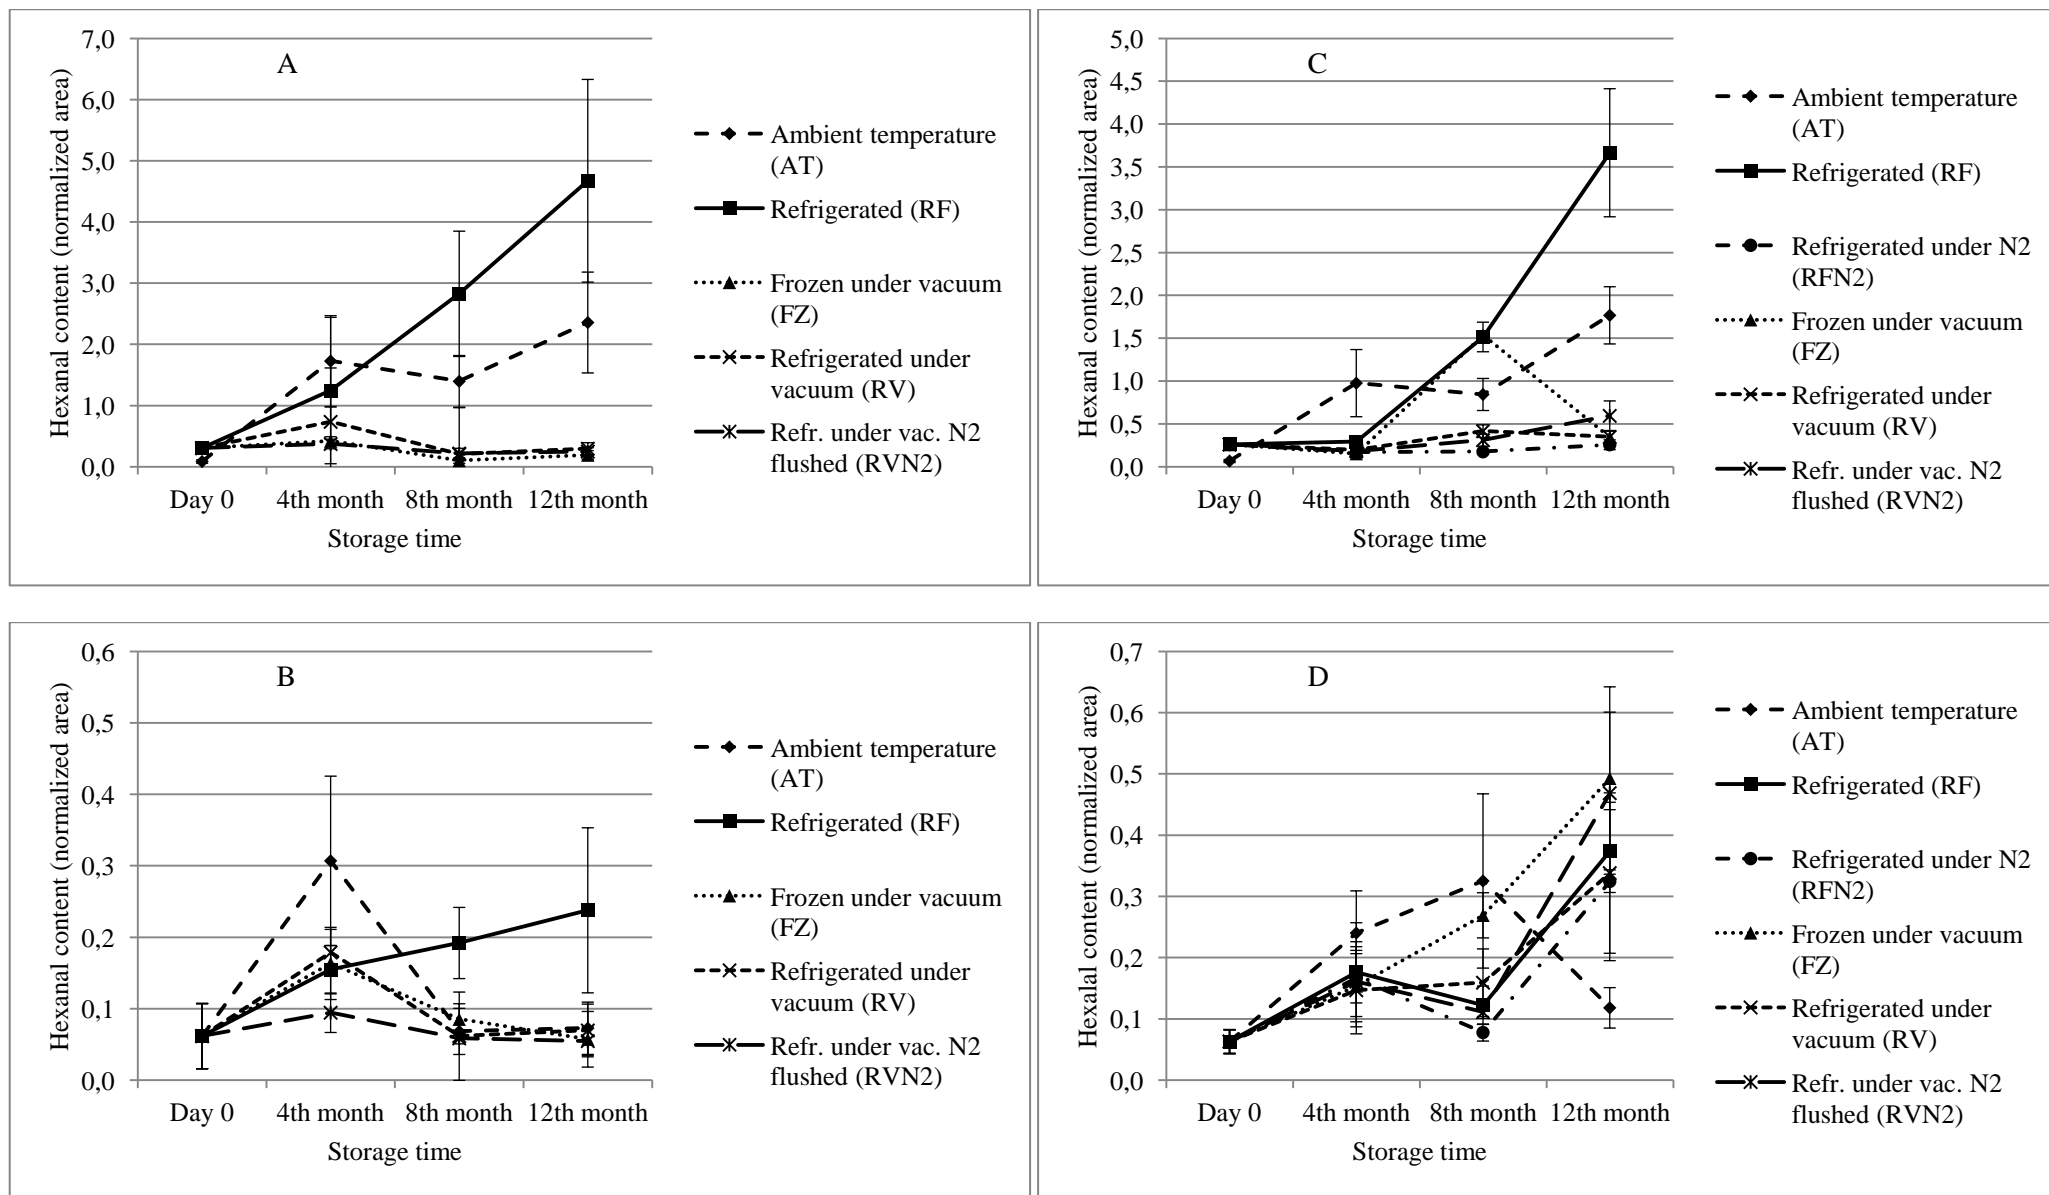 A
Hexanal content (normalized area)
7,0
6,0
5,0
4,0
3,0
2,0
1,0
0,0
Day 0 4th month 8th month 12th month
Storage time
Ambient temperature
(AT)
Refrigerated (RF)
Frozen under vacuum
(FZ)
Refrigerated under
vacuum (RV)
Refr. under vac. N2
flushed (RVN2)
C
Hexanal content (normalized area)
5,0
4,5
4,0
3,5
3,0
2,5
2,0
1,5
1,0
0,5
0,0
Day 0 4th month 8th month 12th month
Storage time
Ambient temperature
(AT)
Refrigerated (RF)
Refrigerated under N2
(RFN2)
Frozen under vacuum
(FZ)
Refrigerated under
vacuum (RV)
Refr. under vac. N2
flushed (RVN2)
B
Hexanal content (normalized area)
0,6
0,5
0,4
0,3
0,2
0,1
0,0
Day 0 4th month 8th month 12th month
Storage time
Ambient temperature
(AT)
Refrigerated (RF)
Frozen under vacuum
(FZ)
Refrigerated under
vacuum (RV)
Refr. under vac. N2
flushed (RVN2)
D
Hexalal content (normalized area)
0,7
0,6
0,5
0,4
0,3
0,2
0,1
0,0
Day 0 4th month 8th month 12th month
Storage time
Ambient temperature
(AT)
Refrigerated (RF)
Refrigerated under N2
(RFN2)
Frozen under vacuum
(FZ)
Refrigerated under
vacuum (RV)
Refr. under vac. N2
flushed (RVN2)